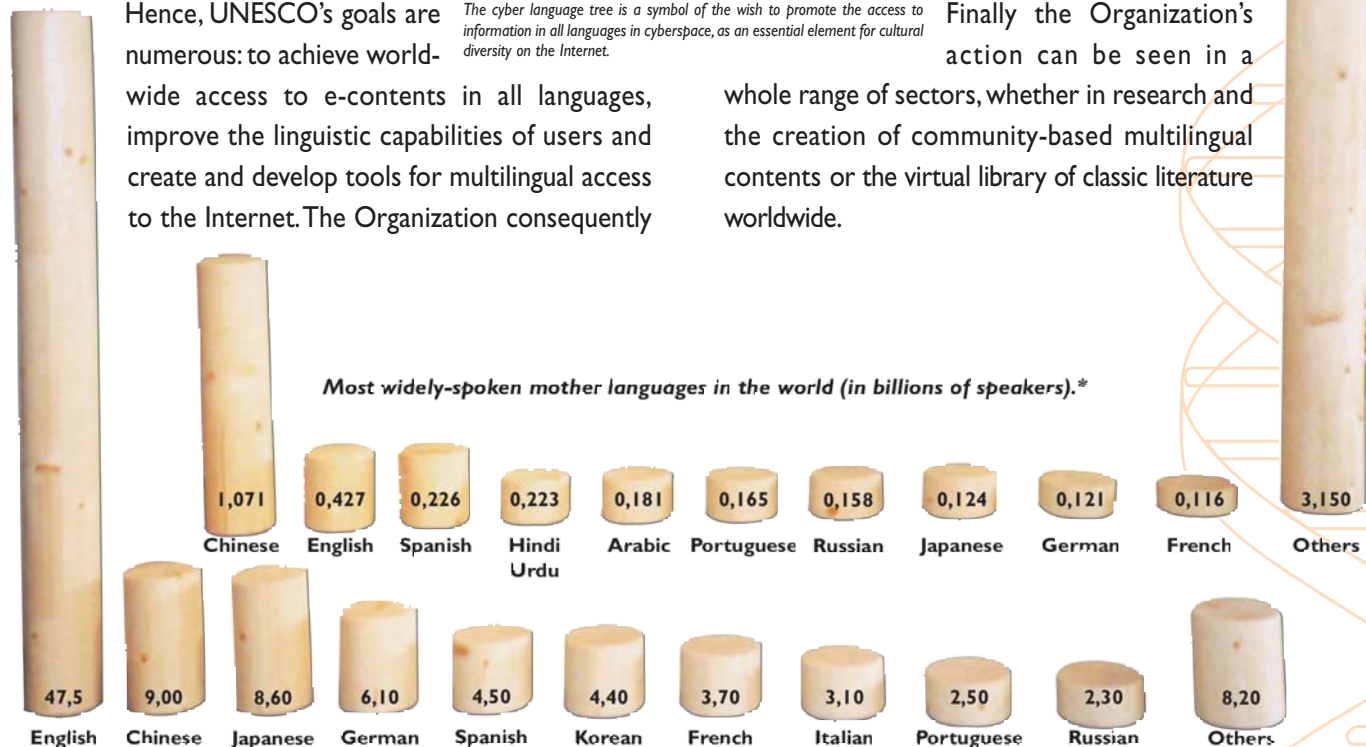 Hence, UNESCO's goals are
numerous: to achieve world-
wide access to e-contents in all languages,
improve the linguistic capabilities of users and
create and develop tools for multilingual access
to the Internet. The Organization consequently
The cyber language tree is a symbol of the wish to promote the access to
information in all languages in cyberspace, as an essential element for cultural
diversity on the Internet.
Finally the Organization's
action can be seen in a
whole range of sectors, whether in research and
the creation of community-based multilingual
contents or the virtual library of classic literature
worldwide.
Most widely-spoken mother languages in the world (in billions of speakers).*
1,071 0,427 0,226 0,223 0,181 0,165 0,158 0,124 0,121 0,116 3,150
Chinese English Spanish Hindi Arabic Portuguese Russian Japanese German French Others
Urdu
47,5 9,00 8,60 6,10 4,50 4,40 3,70 3,10 2,50 2,30 8,20
English Chinese Japanese German Spanish Korean French Italian Portuguese Russian Others